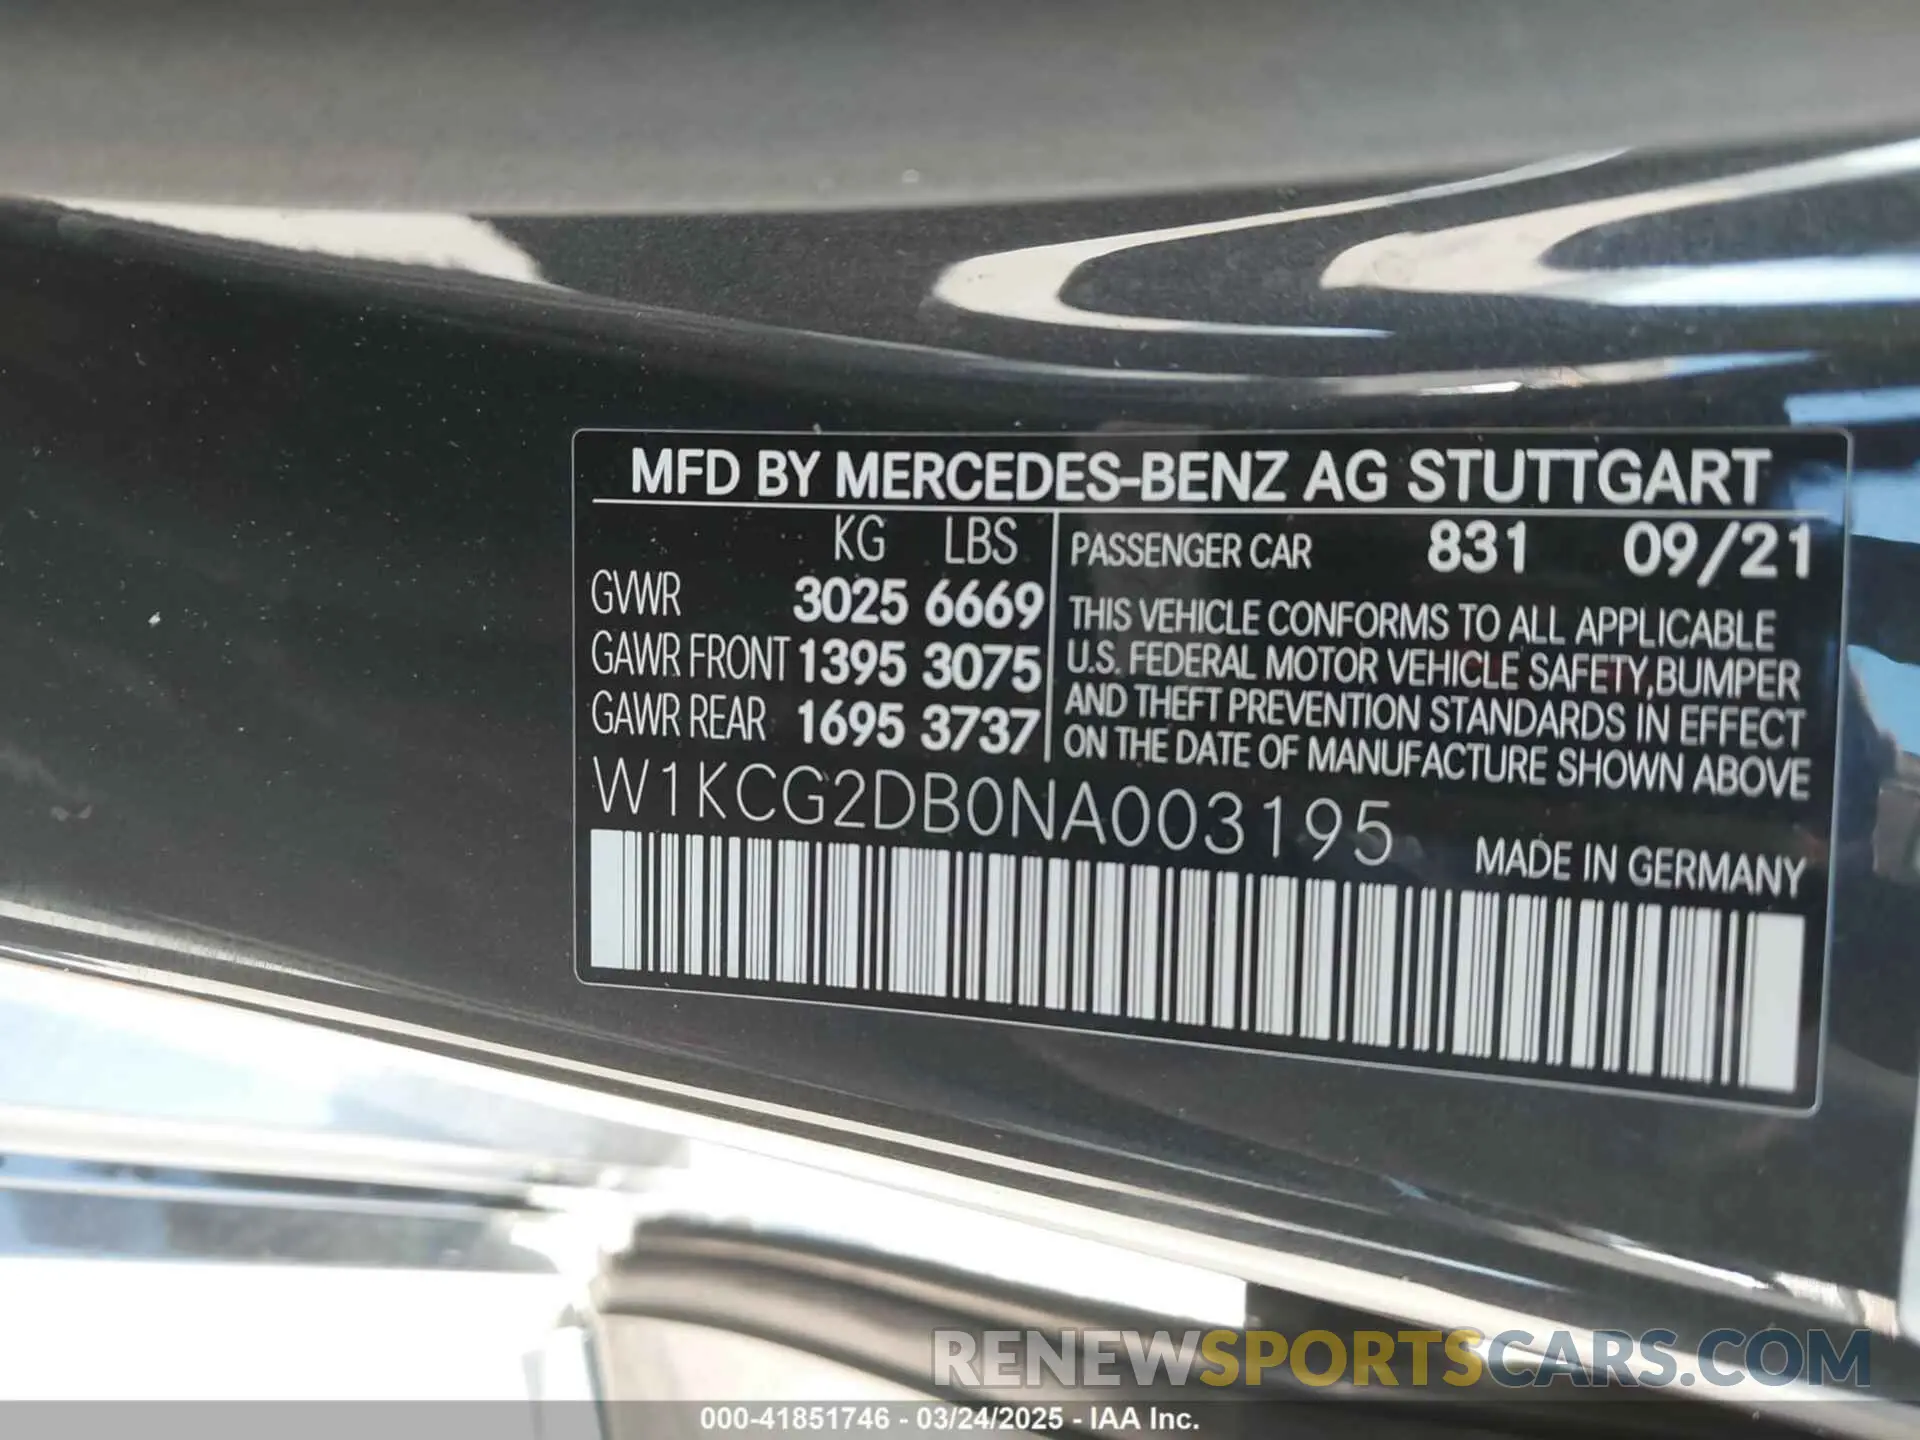 MFD BY MERCEDES-BENZ AG STUTTGART
KG LBS
GVWR 3025 6669
GAWR FRONT 1395 3075
GAWR REAR 1695 3737
PASSENGER CAR 831 09/21
THIS VEHICLE CONFORMS TO ALL APPLICABLE
U.S. FEDERAL MOTOR VEHICLE SAFETY,BUMPER
AND THEFT PREVENTION STANDARDS IN EFFECT
ON THE DATE OF MANUFACTURE SHOWN ABOVE
W1KCG2DB0NA003195
MADE IN GERMANY
RENEWSPORTSCARS.COM
000-41851746 - 03/24/2025 - IAA Inc.